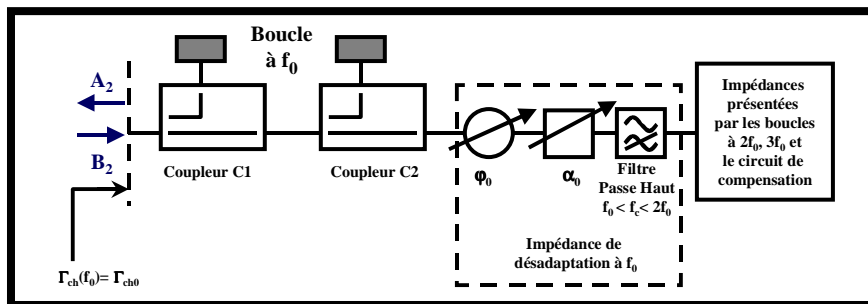 Boucle
à f0
A2
B2
Coupleur C1
Coupleur C2
φ0
α0
Filtre
Passe Haut
f0 < fc < 2f0
Impédances
présentées
par les boucles
à 2f0, 3f0 et
le circuit de
compensation
Impédance de
désadaptation à f0
Γch(f0)= Γch0